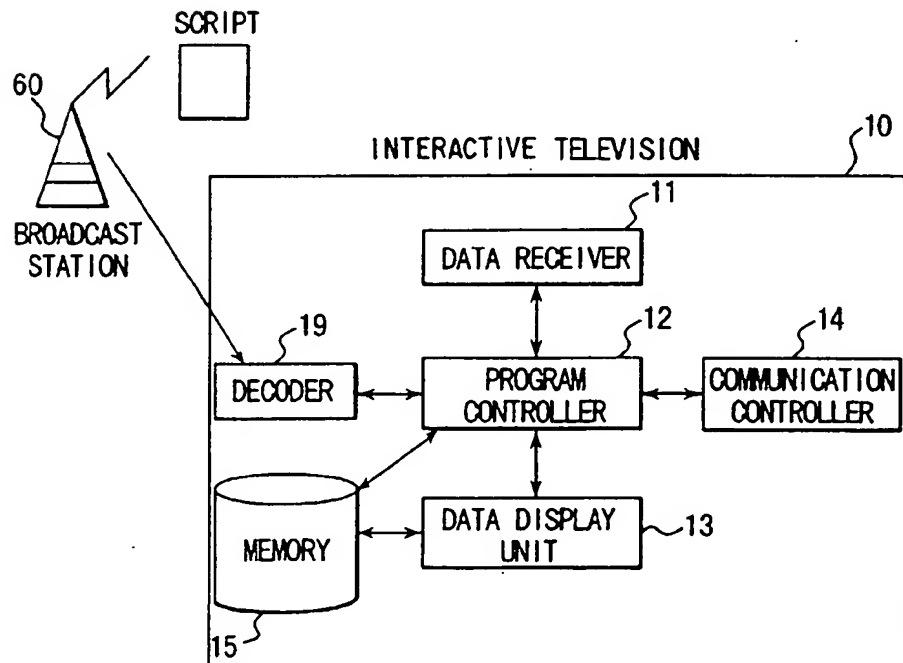 SCRIPT
60
INTERACTIVE TELEVISION
10
BROADCAST
STATION
11
DATA RECEIVER
19
DECODER
12
PROGRAM
CONTROLLER
14
COMMUNICATION
CONTROLLER
MEMORY
15
DATA DISPLAY
UNIT
13